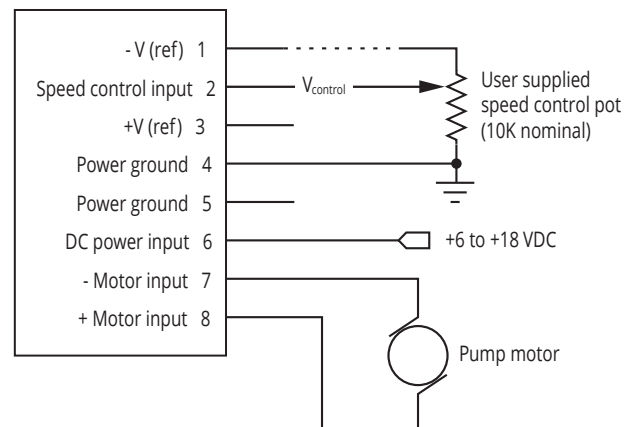 - V (ref) 1
Speed control input 2
V control
+V (ref) 3
User supplied
speed control pot
(10K nominal)
Power ground 4
Power ground 5
DC power input 6
+6 to +18 VDC
- Motor input 7
+ Motor input 8
Pump motor